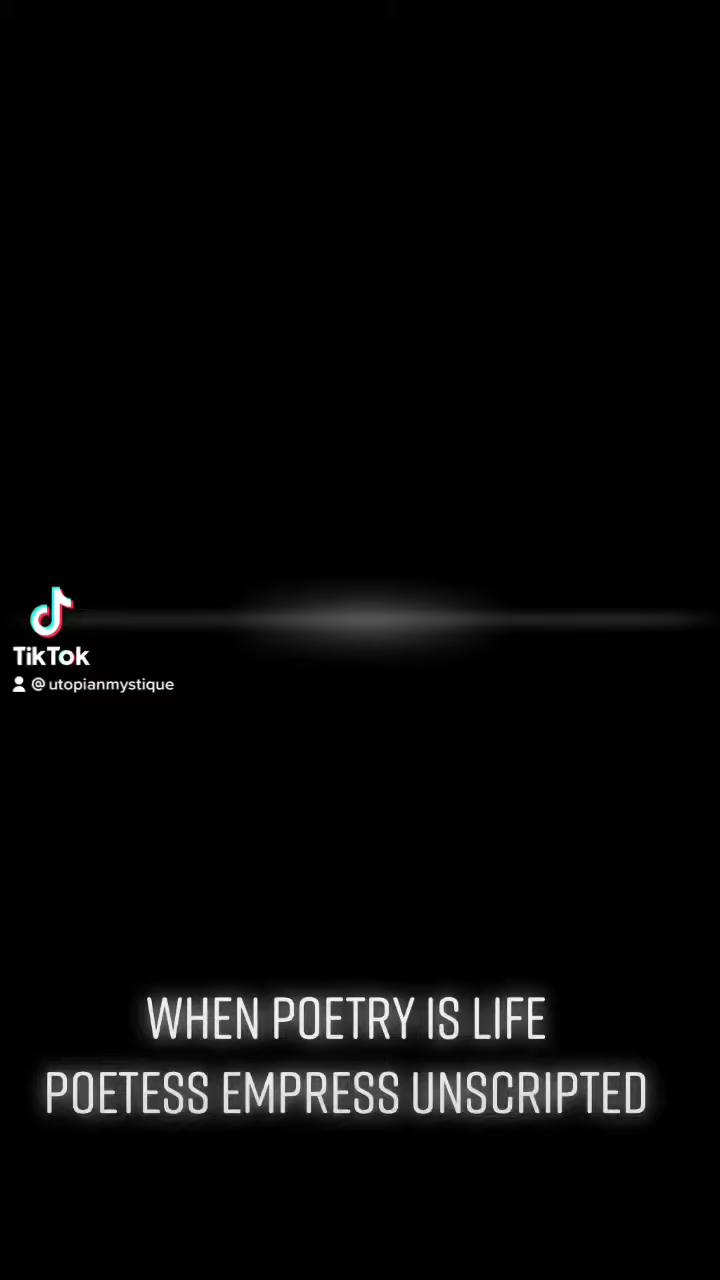 TikTok
@utopianmystique
WHEN POETRY IS LIFE
POETESS EMPRESS UNSCRIPTED